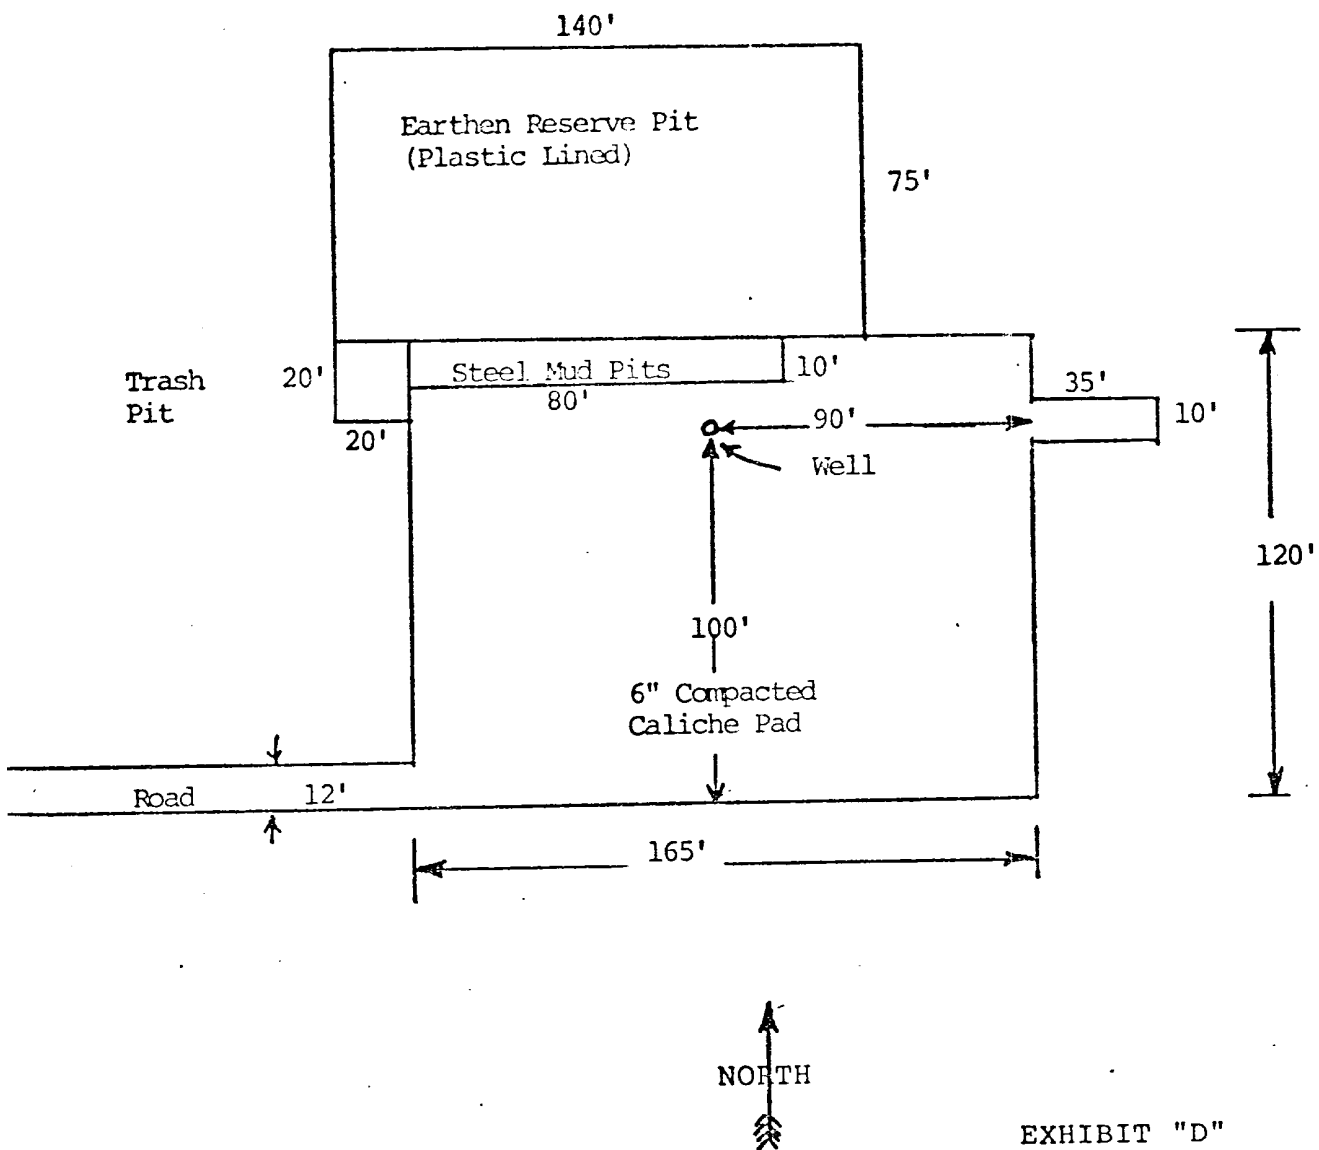 140'
Earthen Reserve Pit
(Plastic Lined)
75'
Trash
Pit
20'
20'
Steel Mud Pits
80'
10'
35'
10'
90'
Well
120'
100'
6" Compacted
Caliche Pad
Road
12'
165'
NORTH
EXHIBIT "D"